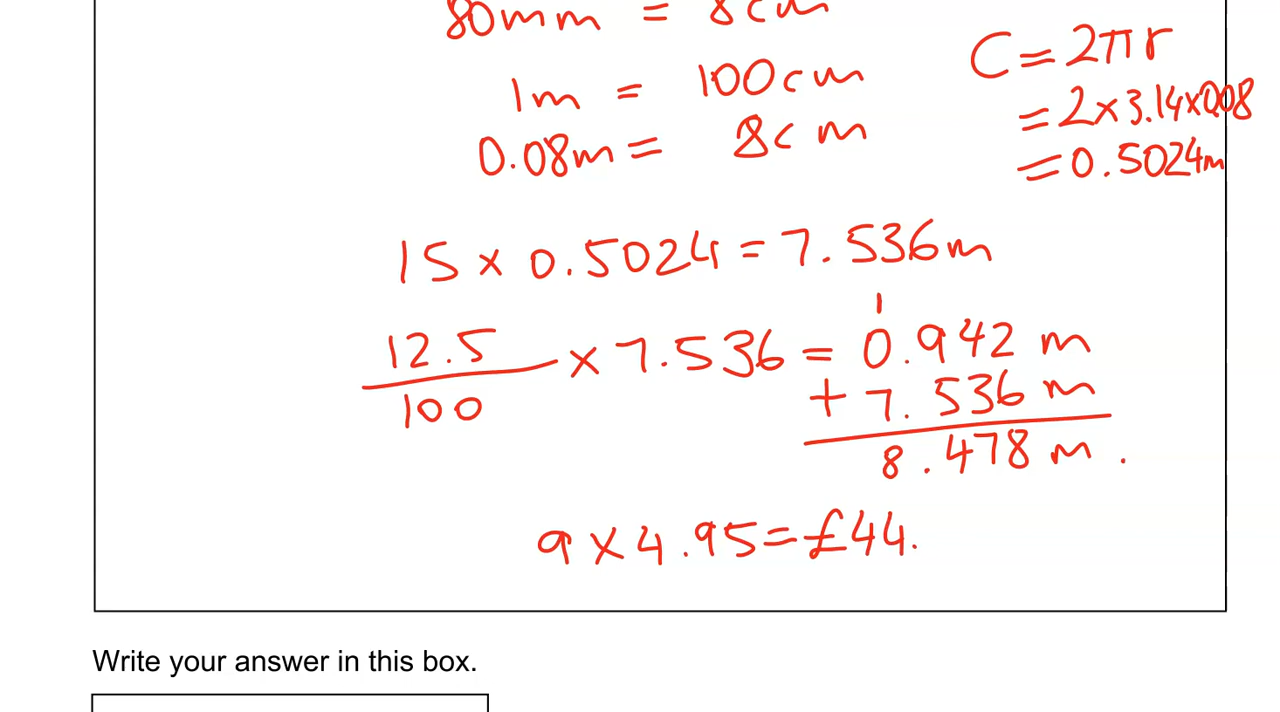 80mm = 8cm
1m = 100cm
0.08m = 8cm
C = 2πr
= 2 × 3.14 × 0.08
= 0.5024m
15 × 0.5024 = 7.536m
1
12.5/100 × 7.536 = 0.942 m
+ 7.536 m
8.478 m.
9 × 4.95 = £44.
Write your answer in this box.